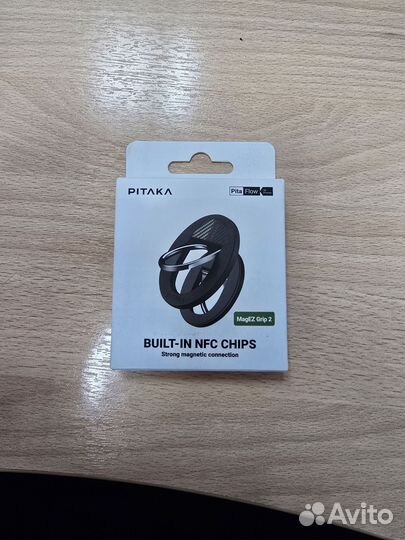 PITAKA
Pita Flow
MagEZ Grip 2
BUILT-IN NFC CHIPS
Strong magnetic connection
Avito